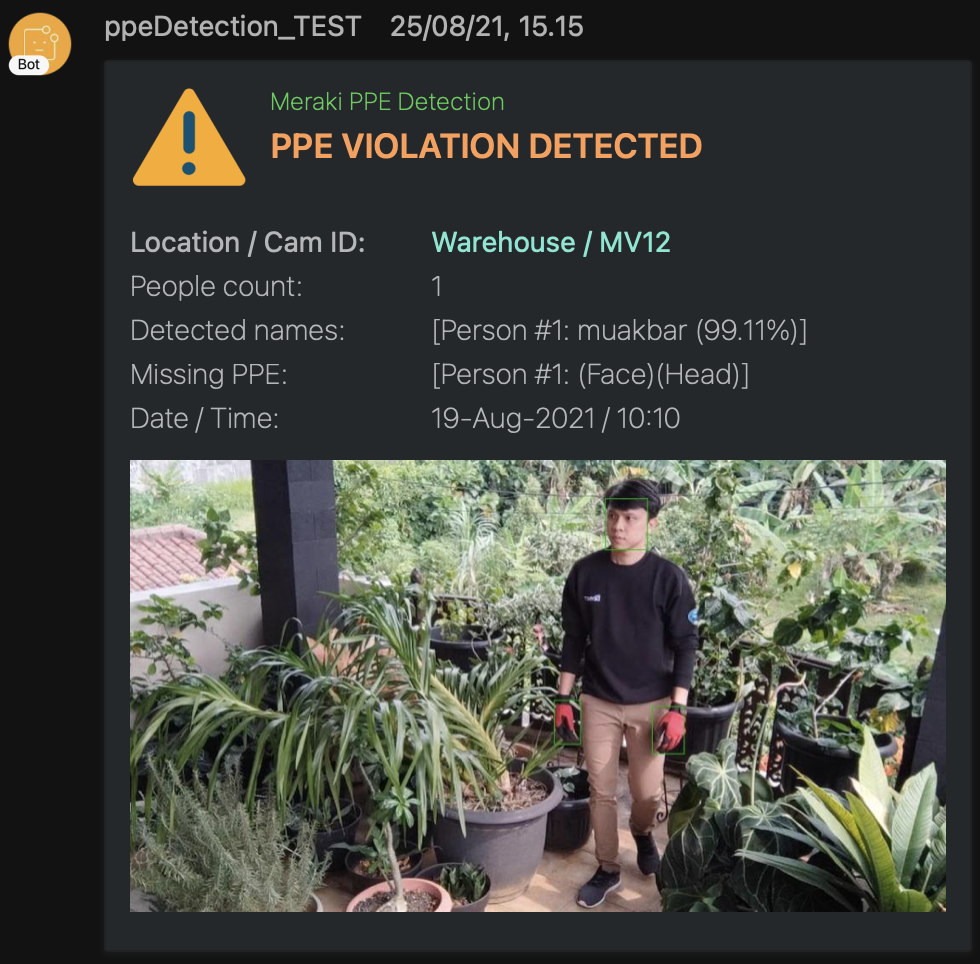 ppeDetection_TEST 25/08/21, 15.15
Bot
Meraki PPE Detection
PPE VIOLATION DETECTED
Location / Cam ID: Warehouse / MV12
People count: 1
Detected names: [Person #1: muakbar (99.11%)]
Missing PPE: [Person #1: (Face)(Head)]
Date / Time: 19-Aug-2021 / 10:10